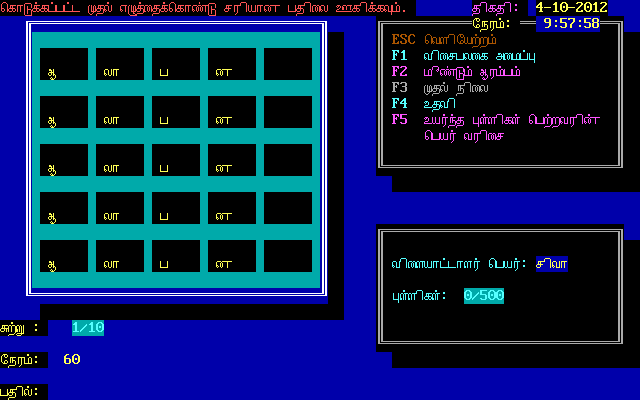 கொடுக்கப்பட்ட முதல் எழுத்தைக்கொண்டு சரியான பதிலை ஊகிக்கவும்.
திகதி: 4-10-2012
நேரம்: 9:57:58
ESC வெளியேற்றம்
F1 விசைபலகை அமைப்பு
F2 மீண்டும் ஆரம்பம்
F3 முதல் நிலை
F4 உதவி
F5 உயர்ந்த புள்ளிகள் பெற்றவரின்
பெயர் வரிசை
ஆ லா ப ண
ஆ லா ப ண
ஆ லா ப ண
ஆ லா ப ண
ஆ லா ப ண
விளையாட்டாளர் பெயர்: சிவா
புள்ளிகள்: 0/500
சுற்று : 1/10
நேரம்: 60
பதில்: